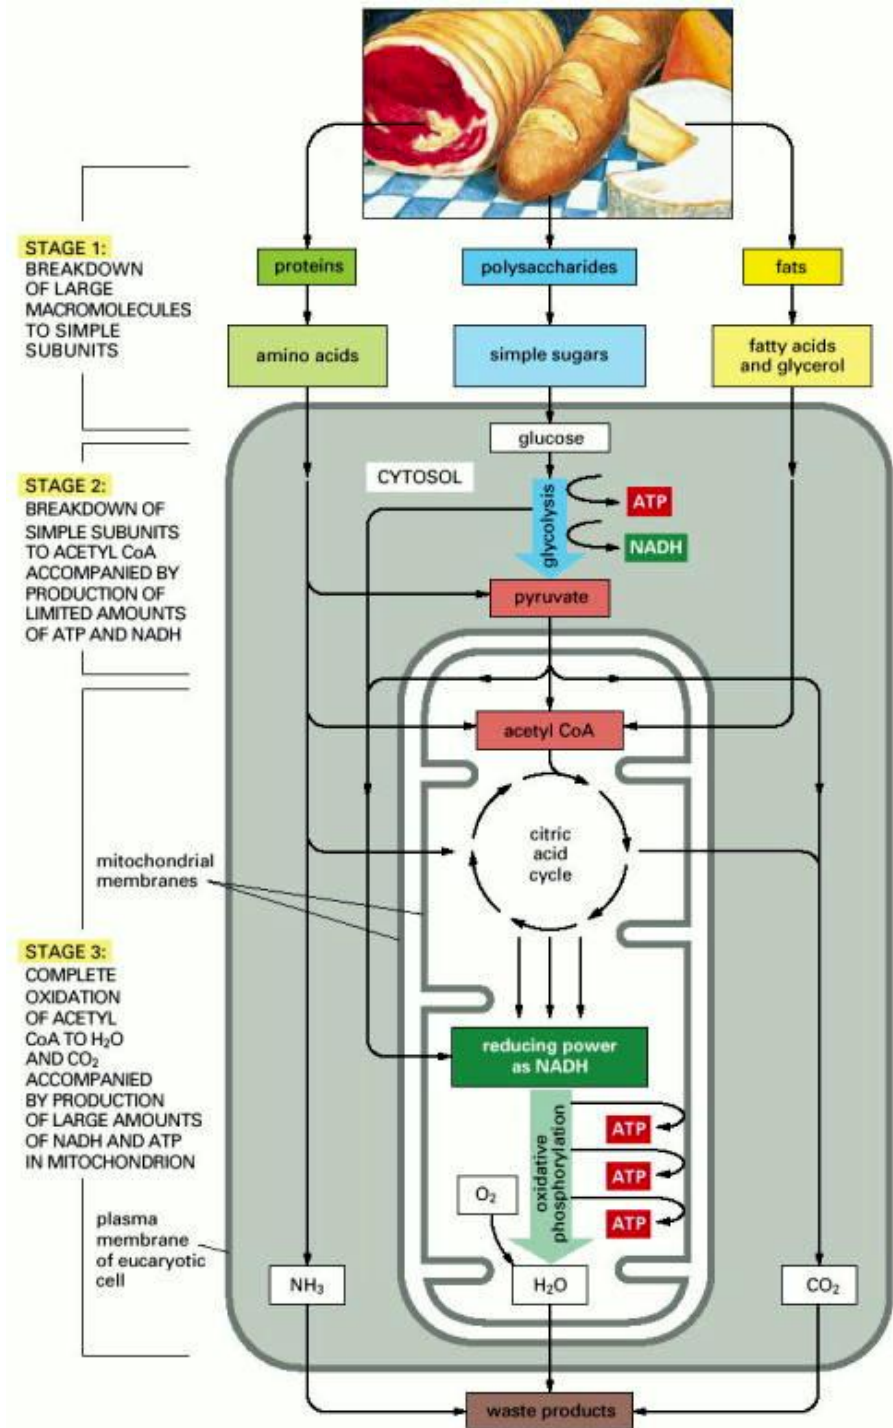 STAGE 1:
BREAKDOWN
OF LARGE
MACROMOLECULES
TO SIMPLE
SUBUNITS
proteins
polysaccharides
fats
amino acids
simple sugars
fatty acids
and glycerol
glucose
CYTOSOL
STAGE 2:
BREAKDOWN OF
SIMPLE SUBUNITS
TO ACETYL CoA
ACCOMPANIED BY
PRODUCTION OF
LIMITED AMOUNTS
OF ATP AND NADH
glycolysis
ATP
NADH
pyruvate
acetyl CoA
citric
acid
cycle
mitochondrial
membranes
STAGE 3:
COMPLETE
OXIDATION
OF ACETYL
CoA TO H₂O
AND CO₂
ACCOMPANIED
BY PRODUCTION
OF LARGE AMOUNTS
OF NADH AND ATP
IN MITOCHONDRION
reducing power
as NADH
oxidative
phosphorylation
ATP
ATP
ATP
O₂
plasma
membrane
of eucaryotic
cell
NH₃
H₂O
CO₂
waste products